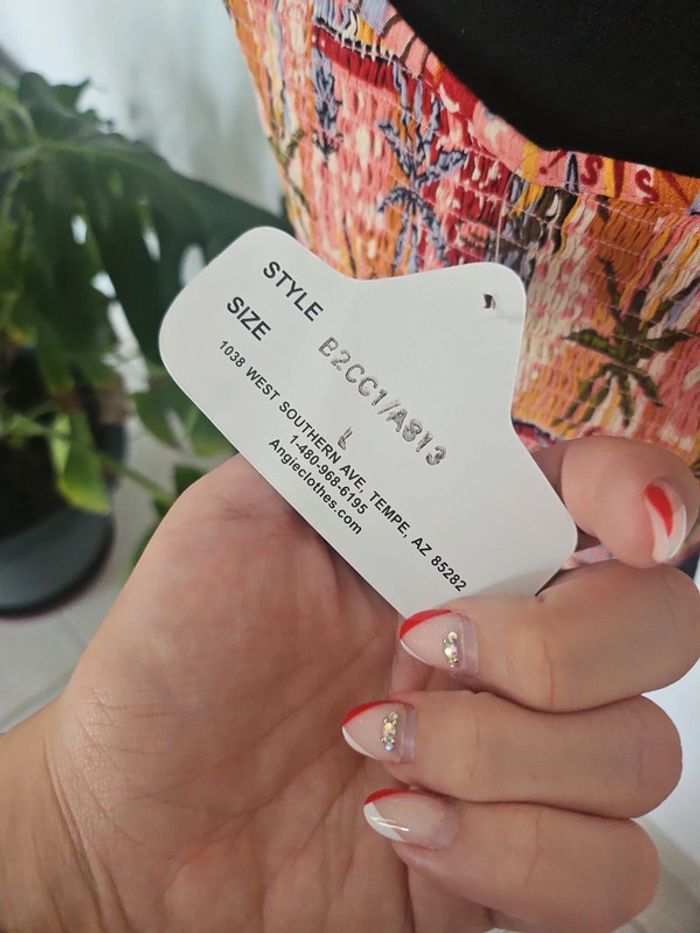 STYLE
B2CC1/A813
SIZE
L
1038 WEST SOUTHERN AVE, TEMPE, AZ 85282
1-480-968-6195
Angieclothes.com